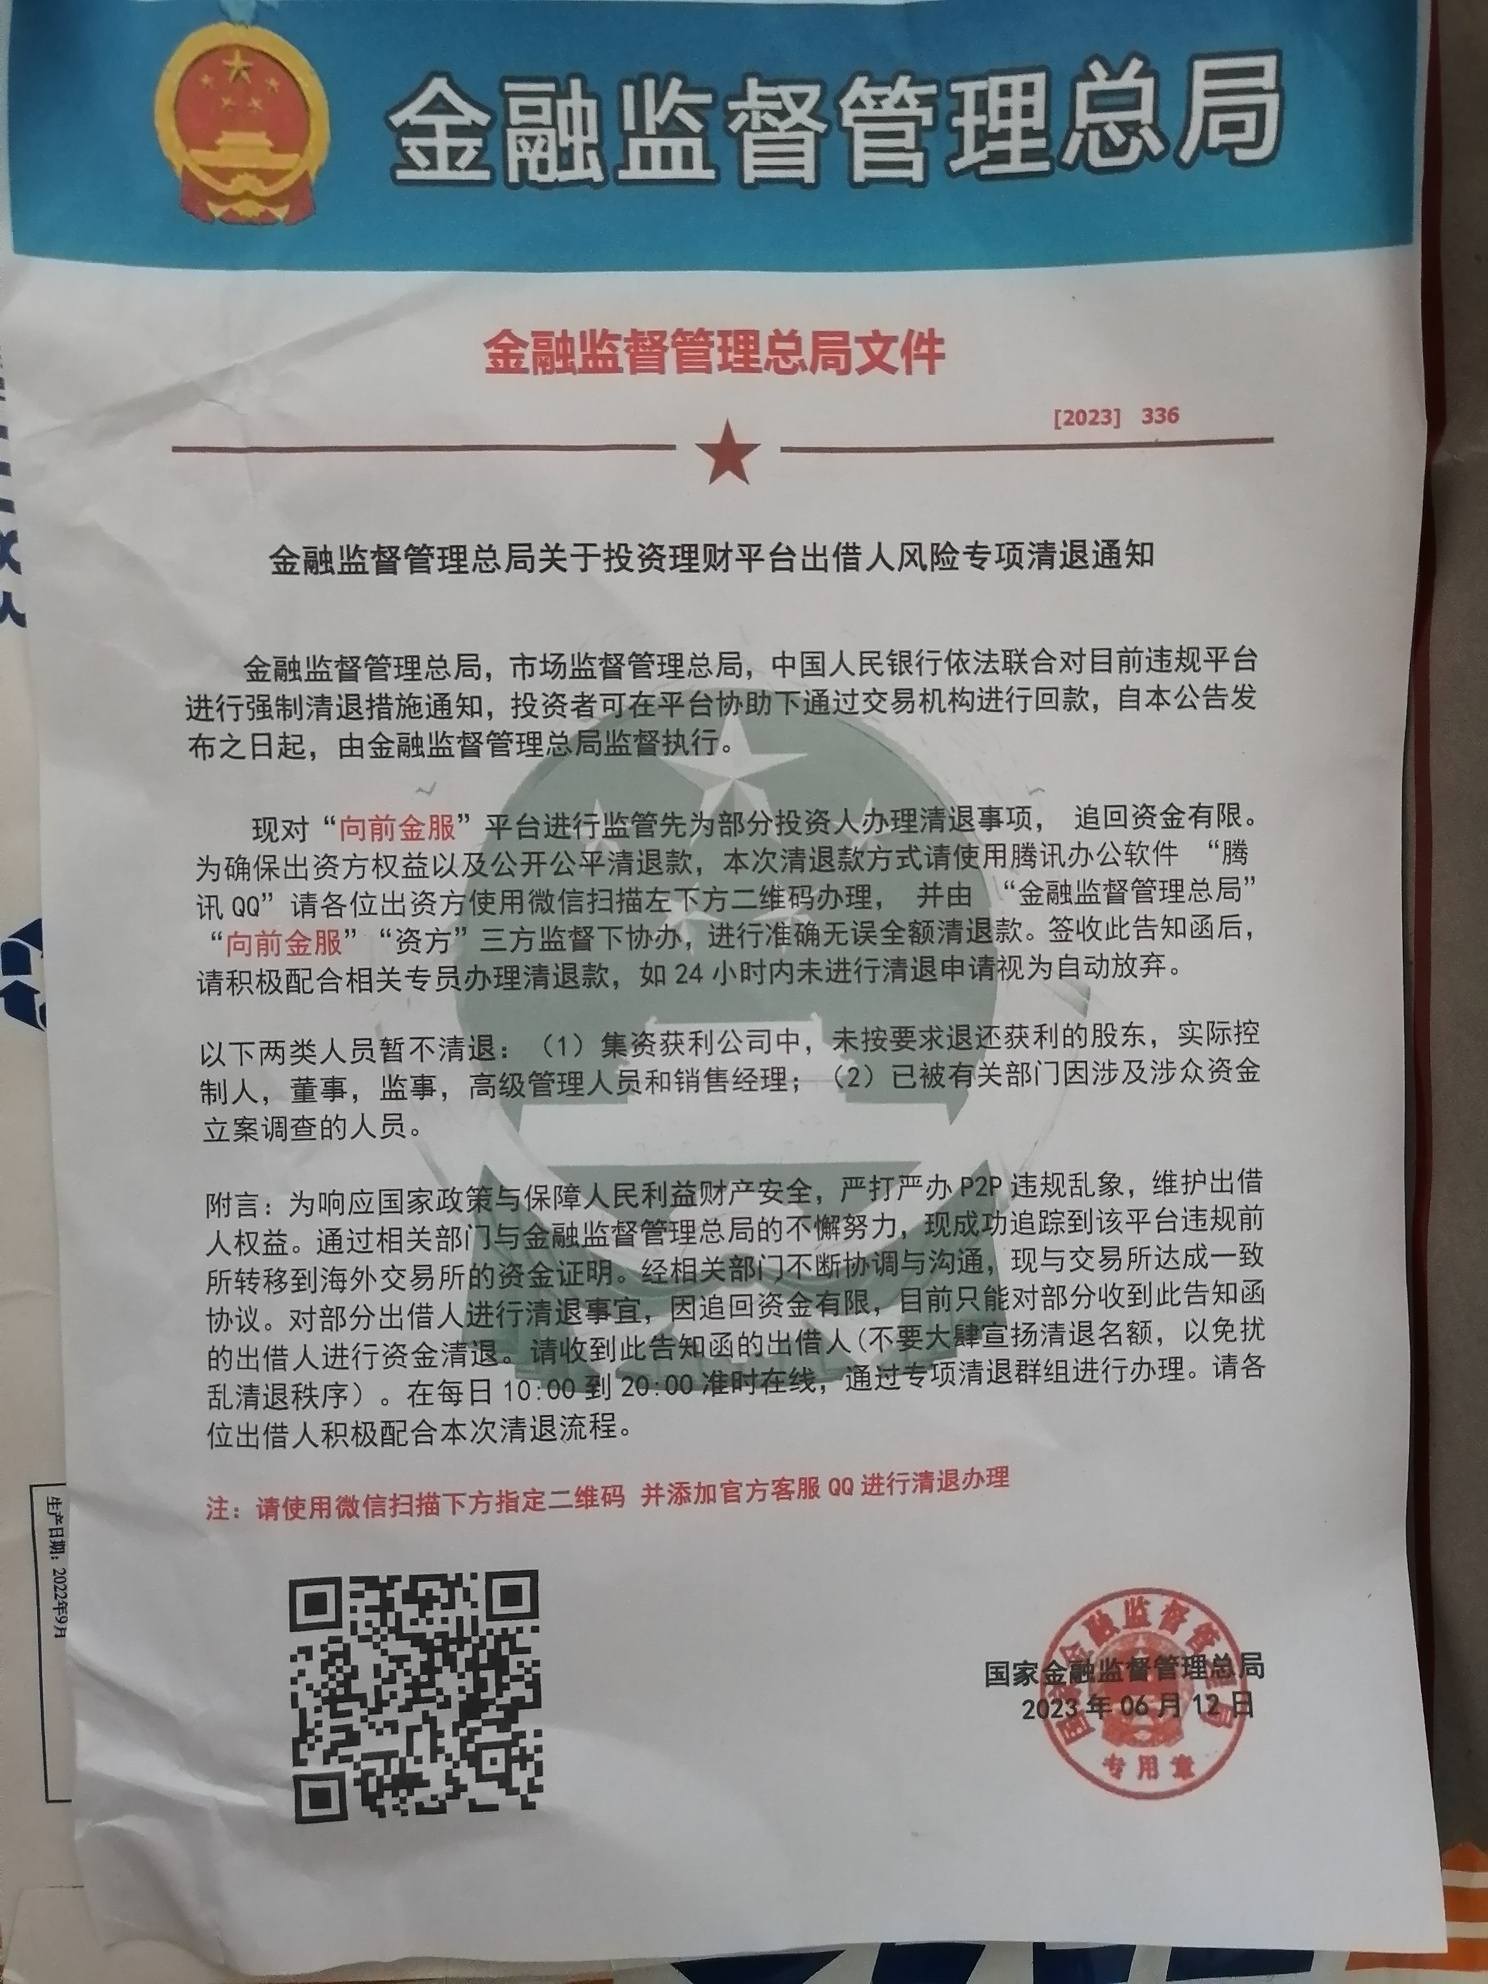 金融监督管理总局
金融监督管理总局文件
[2023] 336
金融监督管理总局关于投资理财平台出借人风险专项清退通知
金融监督管理总局，市场监督管理总局，中国人民银行依法联合对目前违规平台
进行强制清退措施通知，投资者可在平台协助下通过交易机构进行回款，自本公告发
布之日起，由金融监督管理总局监督执行。
现对“向前金服”平台进行监管先为部分投资人办理清退事项， 追回资金有限。
为确保出资方权益以及公开公平清退款，本次清退款方式请使用腾讯办公软件 “腾
讯 QQ”请各位出资方使用微信扫描左下方二维码办理， 并由 “金融监督管理总局”
“向前金服”“资方”三方监督下协办，进行准确无误全额清退款。签收此告知函后，
请积极配合相关专员办理清退款，如 24 小时内未进行清退申请视为自动放弃。
以下两类人员暂不清退：（1）集资获利公司中，未按要求退还获利的股东，实际控
制人，董事，监事，高级管理人员和销售经理；（2）已被有关部门因涉及涉众资金
立案调查的人员。
附言：为响应国家政策与保障人民利益财产安全，严打严办 P2P 违规乱象，维护出借
人权益。通过相关部门与金融监督管理总局的不懈努力，现成功追踪到该平台违规前
所转移到海外交易所的资金证明。经相关部门不断协调与沟通，现与交易所达成一致
协议。对部分出借人进行清退事宜，因追回资金有限，目前只能对部分收到此告知函
的出借人进行资金清退。请收到此告知函的出借人(不要大肆宣扬清退名额，以免扰
乱清退秩序）。在每日 10:00 到 20:00 准时在线，通过专项清退群组进行办理。请各
位出借人积极配合本次清退流程。
注：请使用微信扫描下方指定二维码 并添加官方客服 QQ 进行清退办理
国家金融监督管理总局
2023 年 06 月 12 日
国家金融监督管理总局
专用章
生产日期：2022年9月